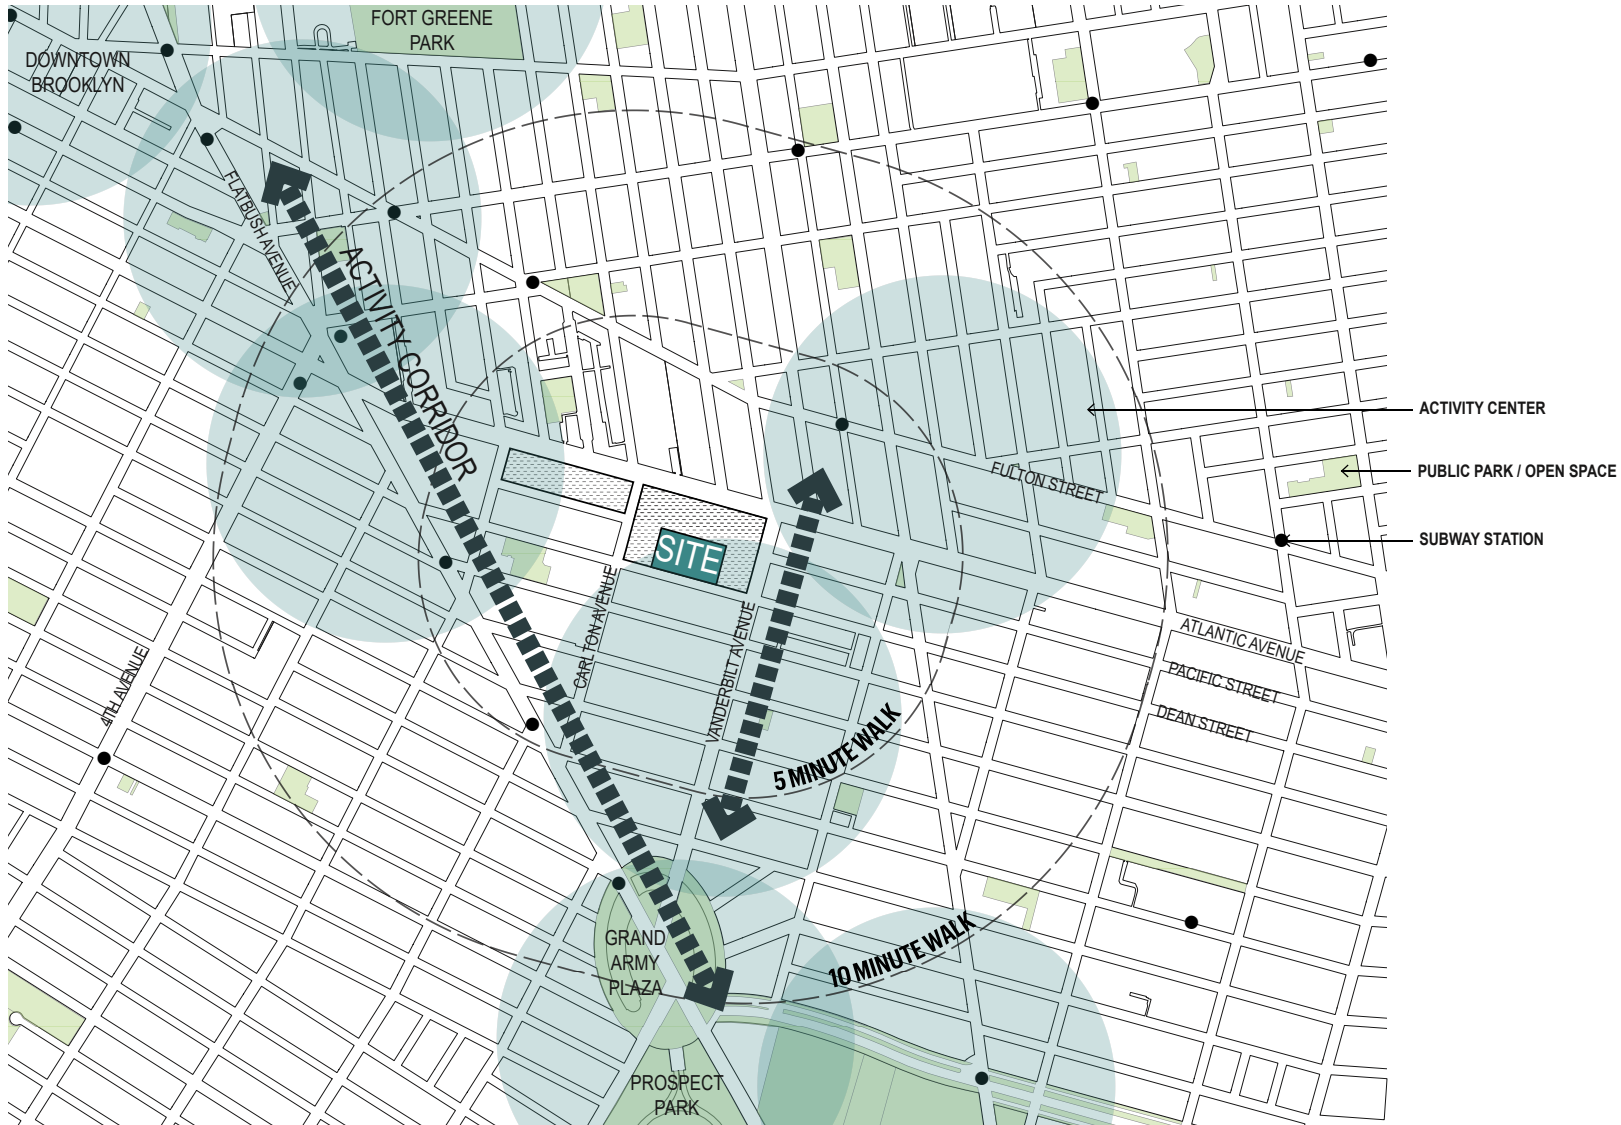 FORT GREENE
PARK
DOWNTOWN
BROOKLYN
FLATBUSH AVENUE
ACTIVITY CORRIDOR
ACTIVITY CENTER
FULTON STREET
PUBLIC PARK / OPEN SPACE
SUBWAY STATION
SITE
CARLTON AVENUE
VANDERBILT AVENUE
ATLANTIC AVENUE
PACIFIC STREET
DEAN STREET
4TH AVENUE
5 MINUTE WALK
10 MINUTE WALK
GRAND
ARMY
PLAZA
PROSPECT
PARK